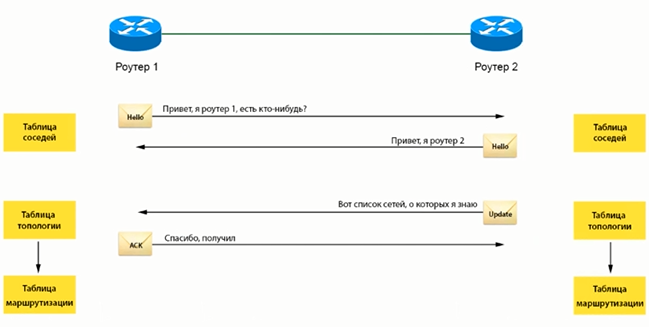 Роутер 1
Роутер 2
Привет, я роутер 1, есть кто-нибудь?
Hello
Таблица
соседей
Таблица
соседей
Привет, я роутер 2
Hello
Вот список сетей, о которых я знаю
Update
Таблица
топологии
Таблица
топологии
Спасибо, получил
ACK
Таблица
маршрутизации
Таблица
маршрутизации